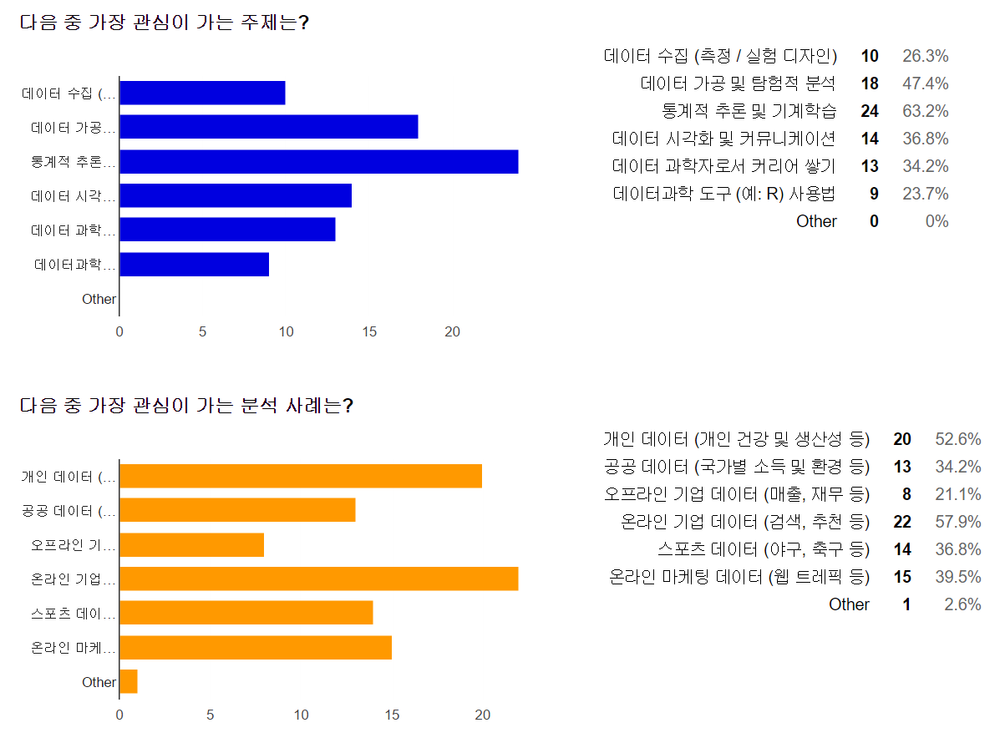 다음 중 가장 관심이 가는 주제는?
데이터 수집 (...
데이터 가공...
통계적 추론...
데이터 시각...
데이터 과학...
데이터과학...
Other
0 5 10 15 20
데이터 수집 (측정 / 실험 디자인) 10 26.3%
데이터 가공 및 탐험적 분석 18 47.4%
통계적 추론 및 기계학습 24 63.2%
데이터 시각화 및 커뮤니케이션 14 36.8%
데이터 과학자로서 커리어 쌓기 13 34.2%
데이터과학 도구 (예: R) 사용법 9 23.7%
Other 0 0%
다음 중 가장 관심이 가는 분석 사례는?
개인 데이터 (...
공공 데이터 (...
오프라인 기...
온라인 기업...
스포츠 데이...
온라인 마케...
Other
0 5 10 15 20
개인 데이터 (개인 건강 및 생산성 등) 20 52.6%
공공 데이터 (국가별 소득 및 환경 등) 13 34.2%
오프라인 기업 데이터 (매출, 재무 등) 8 21.1%
온라인 기업 데이터 (검색, 추천 등) 22 57.9%
스포츠 데이터 (야구, 축구 등) 14 36.8%
온라인 마케팅 데이터 (웹 트레픽 등) 15 39.5%
Other 1 2.6%